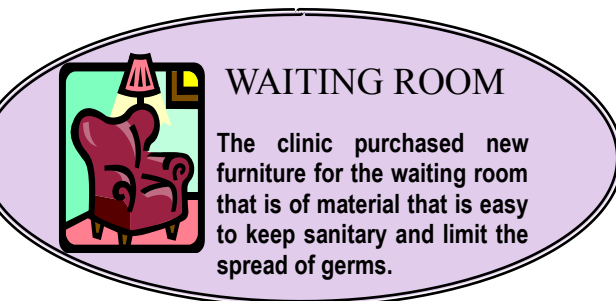 WAITING ROOM
The clinic purchased new
furniture for the waiting room
that is of material that is easy
to keep sanitary and limit the
spread of germs.